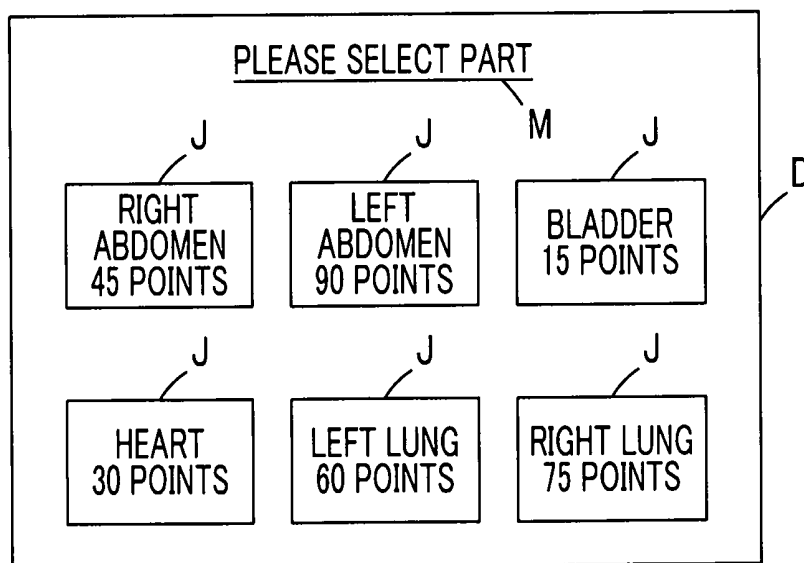 PLEASE SELECT PART
M
J J J
D
RIGHT
ABDOMEN
45 POINTS
LEFT
ABDOMEN
90 POINTS
BLADDER
15 POINTS
J J J
HEART
30 POINTS
LEFT LUNG
60 POINTS
RIGHT LUNG
75 POINTS